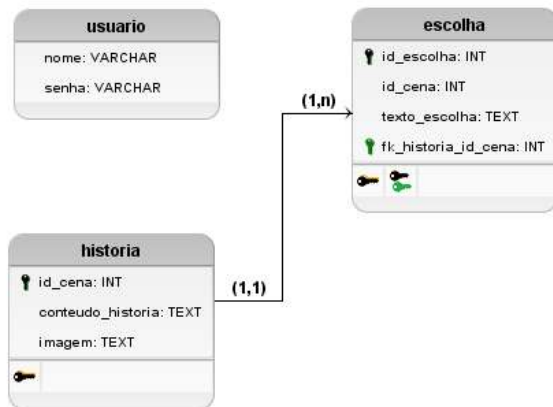 usuario
nome: VARCHAR
senha: VARCHAR
escolha
id_escolha: INT
id_cena: INT
texto_escolha: TEXT
fk_historia_id_cena: INT
(1,n)
historia
id_cena: INT
conteudo_historia: TEXT
imagem: TEXT
(1,1)